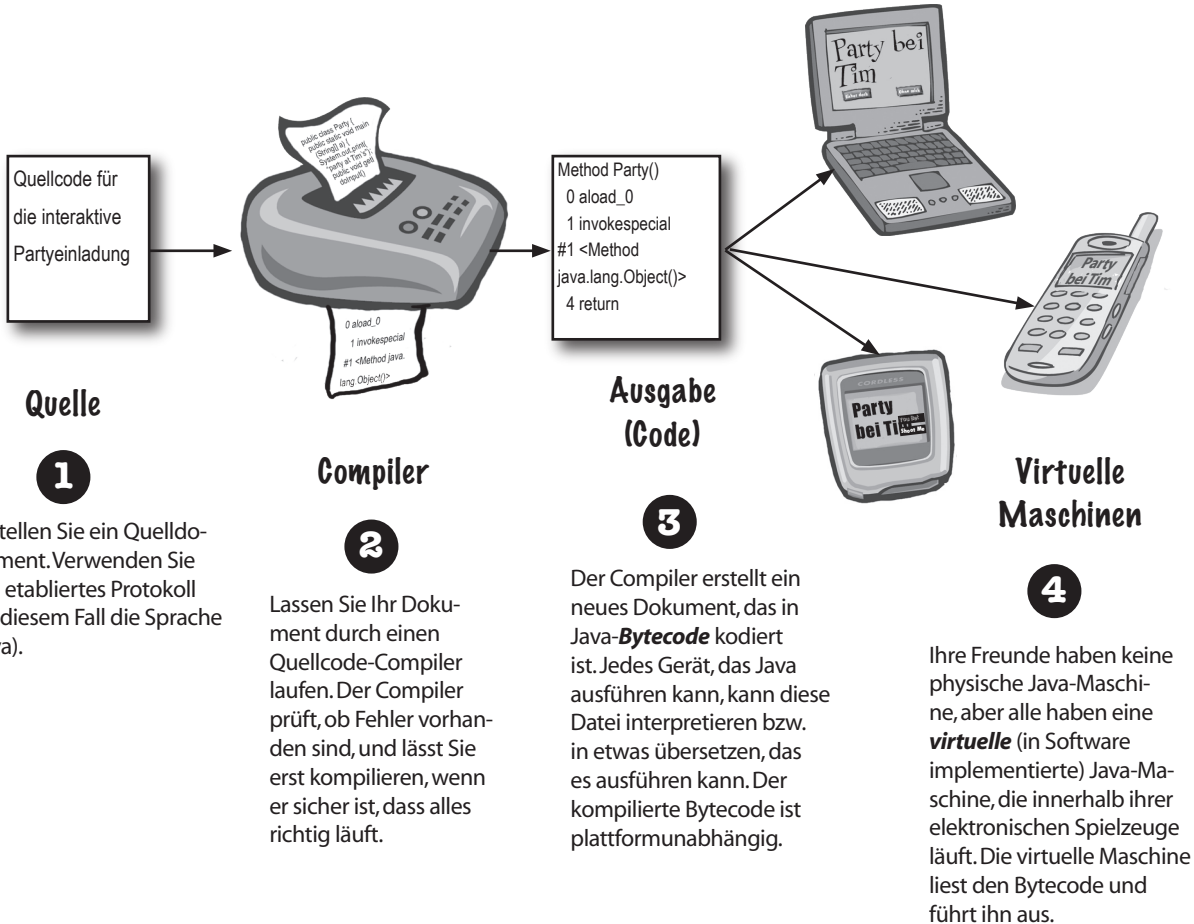 Quellcode für
die interaktive
Partyeinladung
Quelle
1
tellen Sie ein Quelldo-
ment. Verwenden Sie
etabliertes Protokoll
diesem Fall die Sprache
a).
public class Party {
public static void main
(String[] a) {
System.out.print(
"party at Tim's");
public void get(
doInput()
0 aload_0
1 invokespecial
#1 <Method java.
lang Object()>
Compiler
2
Lassen Sie Ihr Doku-
ment durch einen
Quellcode-Compiler
laufen. Der Compiler
prüft, ob Fehler vorhan-
den sind, und lässt Sie
erst kompilieren, wenn
er sicher ist, dass alles
richtig läuft.
Method Party()
0 aload_0
1 invokespecial
#1 <Method
java.lang.Object()>
4 return
Ausgabe
(Code)
3
Der Compiler erstellt ein
neues Dokument, das in
Java-Bytecode kodiert
ist. Jedes Gerät, das Java
ausführen kann, kann diese
Datei interpretieren bzw.
in etwas übersetzen, das
es ausführen kann. Der
kompilierte Bytecode ist
plattformunabhängig.
Party bei
Tim
Party
bei Tim
CORDLESS
Party
bei Ti
You Bet
Shoot Me
Virtuelle
Maschinen
4
Ihre Freunde haben keine
physische Java-Maschi-
ne, aber alle haben eine
virtuelle (in Software
implementierte) Java-Ma-
schine, die innerhalb ihrer
elektronischen Spielzeuge
läuft. Die virtuelle Maschine
liest den Bytecode und
führt ihn aus.